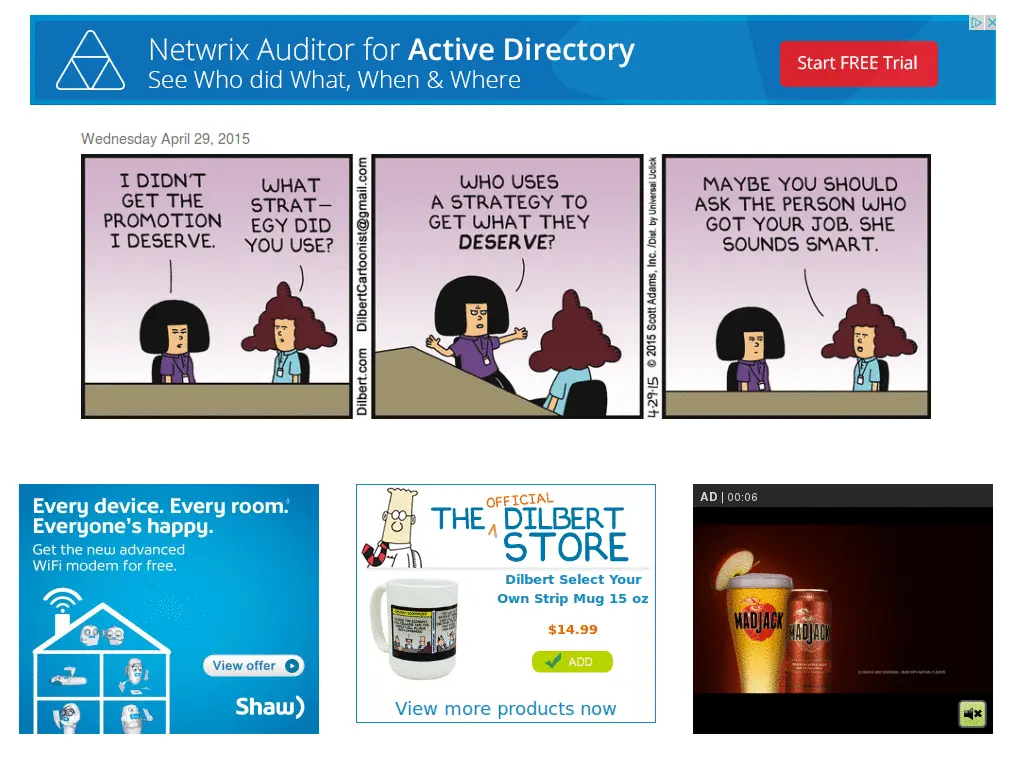 Netwrix Auditor for Active Directory
See Who did What, When & Where
Start FREE Trial
Wednesday April 29, 2015
I DIDN'T
GET THE
PROMOTION
I DESERVE.
WHAT
STRAT—
EGY DID
YOU USE?
Dilbert.com DilbertCartoonist@gmail.com
WHO USES
A STRATEGY TO
GET WHAT THEY
DESERVE?
4-29-15 © 2015 Scott Adams, Inc. /Dist. by Universal Uclick
MAYBE YOU SHOULD
ASK THE PERSON WHO
GOT YOUR JOB. SHE
SOUNDS SMART.
Every device. Every room.◊
Everyone's happy.
Get the new advanced
WiFi modem for free.
View offer
Shaw)
THE OFFICIAL DILBERT
STORE
Dilbert Select Your
Own Strip Mug 15 oz
$14.99
ADD
View more products now
AD | 00:06
MADJACK
MADJACK